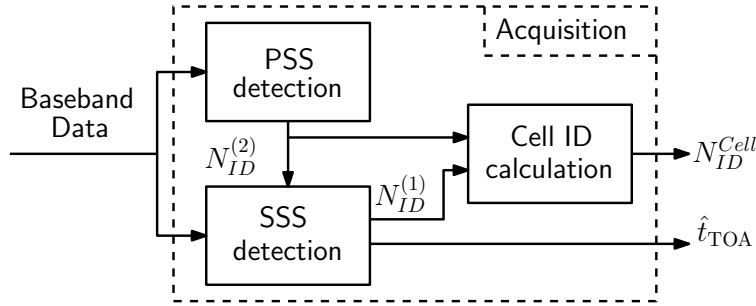 Acquisition
PSS
detection
Baseband
Data
N_{ID}^{(2)}
Cell ID
calculation
N_{ID}^{Cell}
N_{ID}^{(1)}
SSS
detection
\hat{t}_{TOA}